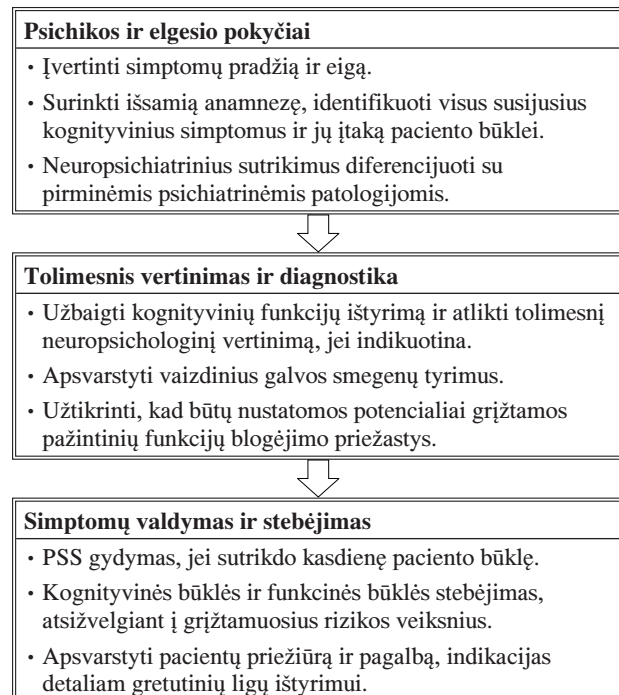 Psichikos ir elgesio pokyčiai
• Įvertinti simptomų pradžią ir eigą.
• Surinkti išsamią anamnezę, identifikuoti visus susijusius
kognityvinius simptomus ir jų įtaką paciento būklei.
• Neuropsichiatrinius sutrikimus diferencijuoti su
pirminėmis psichiatrinėmis patologijomis.
Tolimesnis vertinimas ir diagnostika
• Užbaigti kognityvinių funkcijų ištyrimą ir atlikti tolimesnį
neuropsichologinį vertinimą, jei indikuotina.
• Apsvarstyti vaizdinius galvos smegenų tyrimus.
• Užtikrinti, kad būtų nustatomos potencialiai grįžtamos
pažintinių funkcijų blogėjimo priežastys.
Simptomų valdymas ir stebėjimas
• PSS gydymas, jei sutrikdo kasdienę paciento būklę.
• Kognityvinės būklės ir funkcinės būklės stebėjimas,
atsižvelgiant į grįžtamuosius rizikos veiksnius.
• Apsvarstyti pacientų priežiūrą ir pagalbą, indikacijas
detaliam gretutinių ligų ištyrimui.